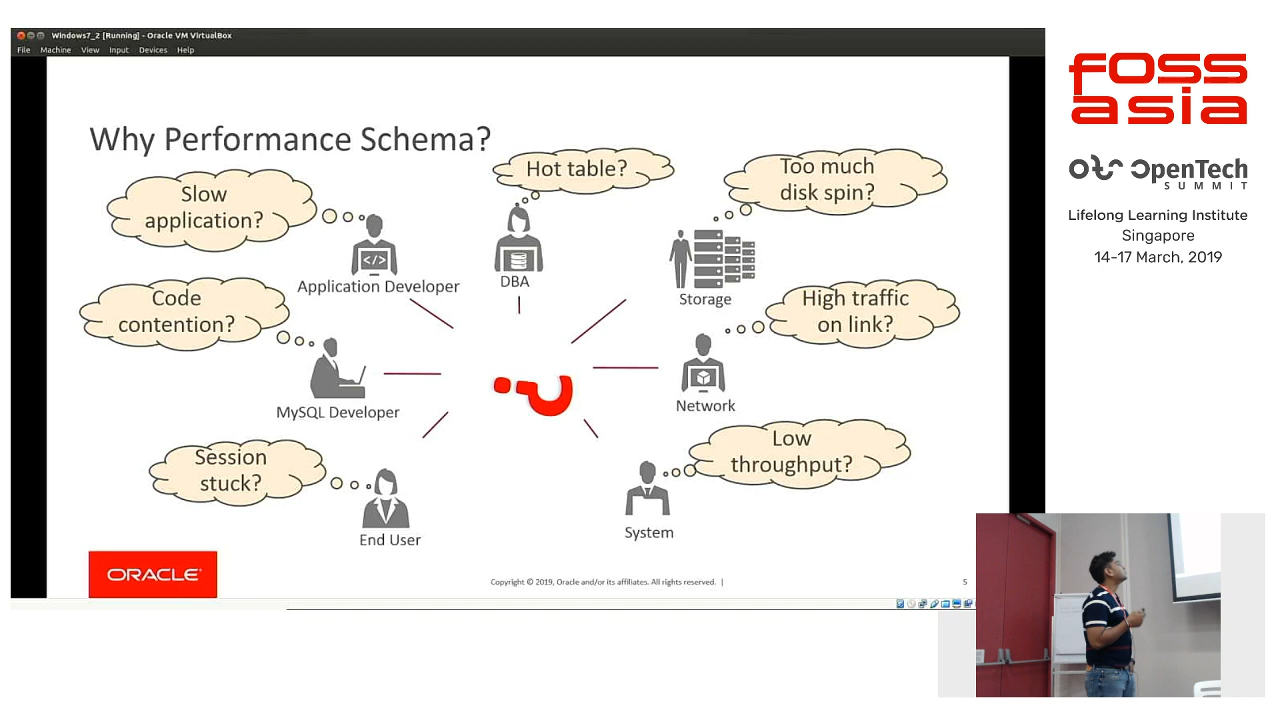 Windows7_2 [Running] - Oracle VM VirtualBox
File Machine View Input Devices Help
Why Performance Schema?
Slow
application?
Hot table?
Too much
disk spin?
Application Developer
DBA
Storage
Code
contention?
High traffic
on link?
MySQL Developer
?
Network
Session
stuck?
Low
throughput?
End User
System
ORACLE
Copyright © 2019, Oracle and/or its affiliates. All rights reserved. |
5
FOSS
asia
OpenTech
SUMMIT
Lifelong Learning Institute
Singapore
14-17 March, 2019